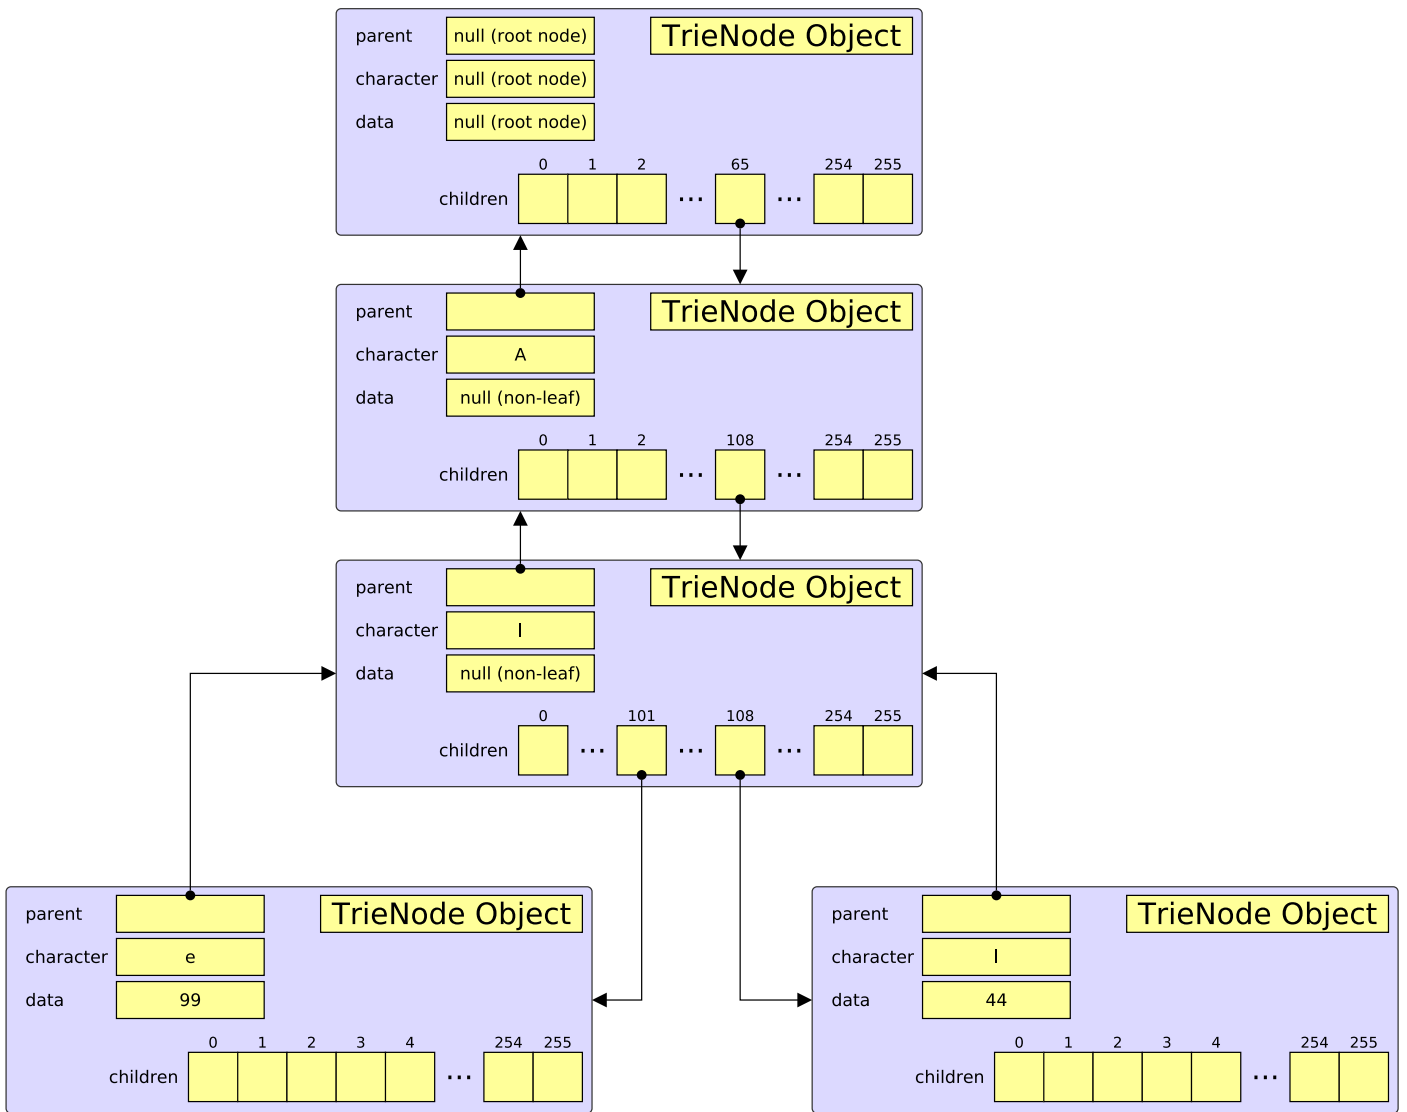 parent null (root node) TrieNode Object
character null (root node)
data null (root node)
0 1 2 65 254 255
children ... ...
parent TrieNode Object
character A
data null (non-leaf)
0 1 2 108 254 255
children ... ...
parent TrieNode Object
character l
data null (non-leaf)
0 101 108 254 255
children ... ... ...
parent TrieNode Object
character e
data 99
0 1 2 3 4 254 255
children ...
parent TrieNode Object
character l
data 44
0 1 2 3 4 254 255
children ...